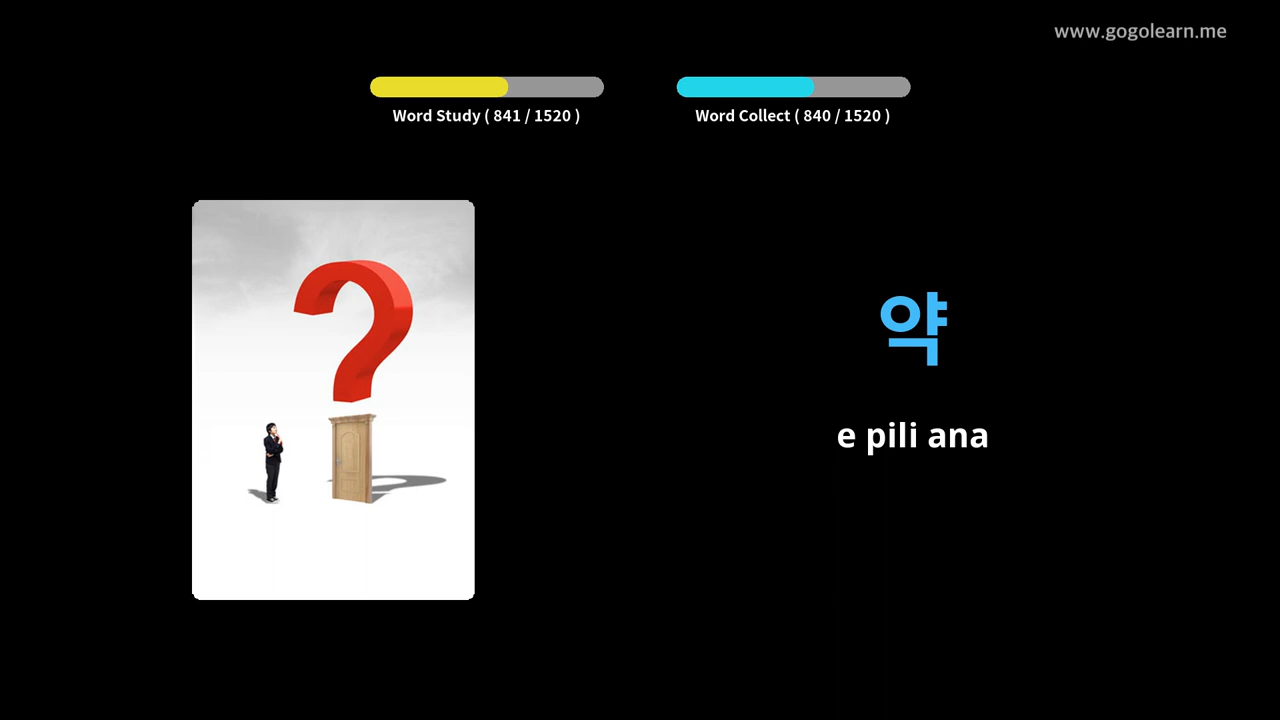 www.gogolearn.me
Word Study ( 841 / 1520 )
Word Collect ( 840 / 1520 )
약
e pili ana